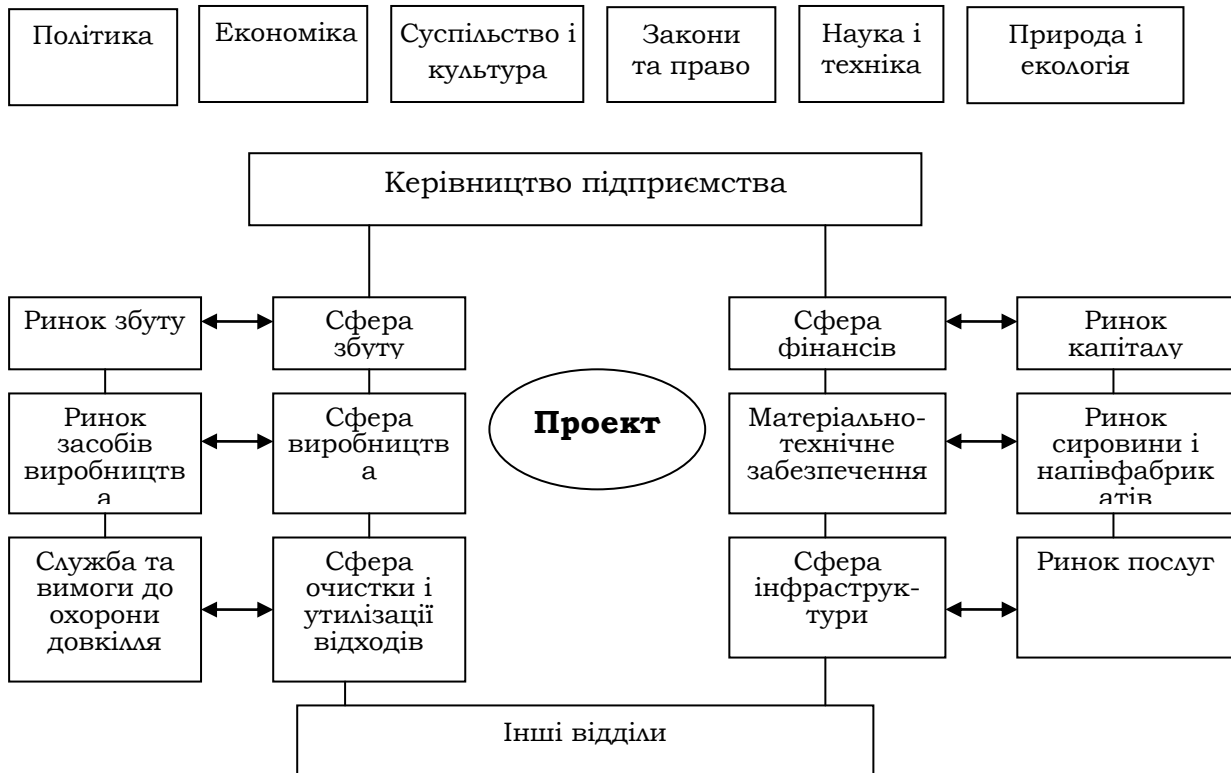 Політика
Економіка
Суспільство і
культура
Закони
та право
Наука і
техніка
Природа і
екологія
Керівництво підприємства
Ринок збуту
Сфера
збуту
Сфера
фінансів
Ринок
капіталу
Ринок
засобів
виробництв
а
Сфера
виробництв
а
Проект
Матеріально-
технічне
забезпечення
Ринок
сировини і
напівфабрик
атів
Служба та
вимоги до
охорони
довкілля
Сфера
очистки і
утилізації
відходів
Сфера
інфраструк-
тури
Ринок послуг
Інші відділи